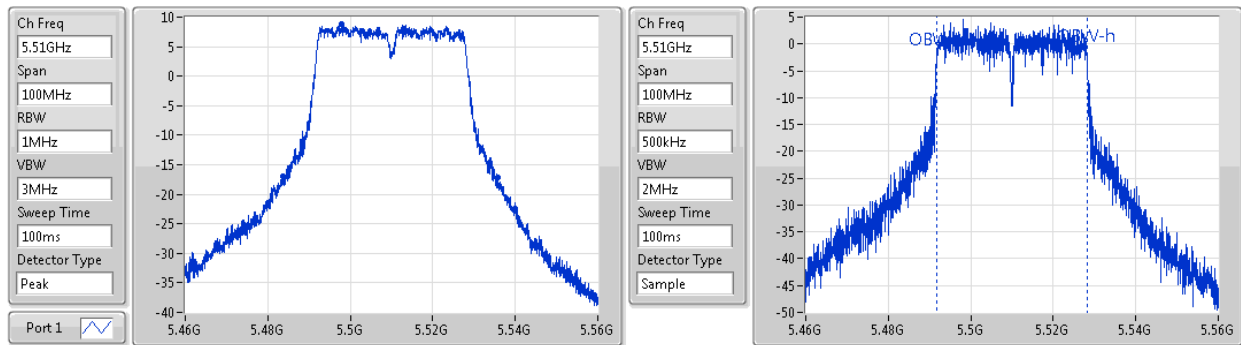 Ch Freq
5.51GHz
Span
100MHz
RBW
1MHz
VBW
3MHz
Sweep Time
100ms
Detector Type
Peak
Port 1
10
5
0
-5
-10
-15
-20
-25
-30
-35
-40
5.46G 5.48G 5.5G 5.52G 5.54G 5.56G
Ch Freq
5.51GHz
Span
100MHz
RBW
500kHz
VBW
2MHz
Sweep Time
100ms
Detector Type
Sample
5
0
-5
-10
-15
-20
-25
-30
-35
-40
-45
-50
5.46G 5.48G 5.5G 5.52G 5.54G 5.56G